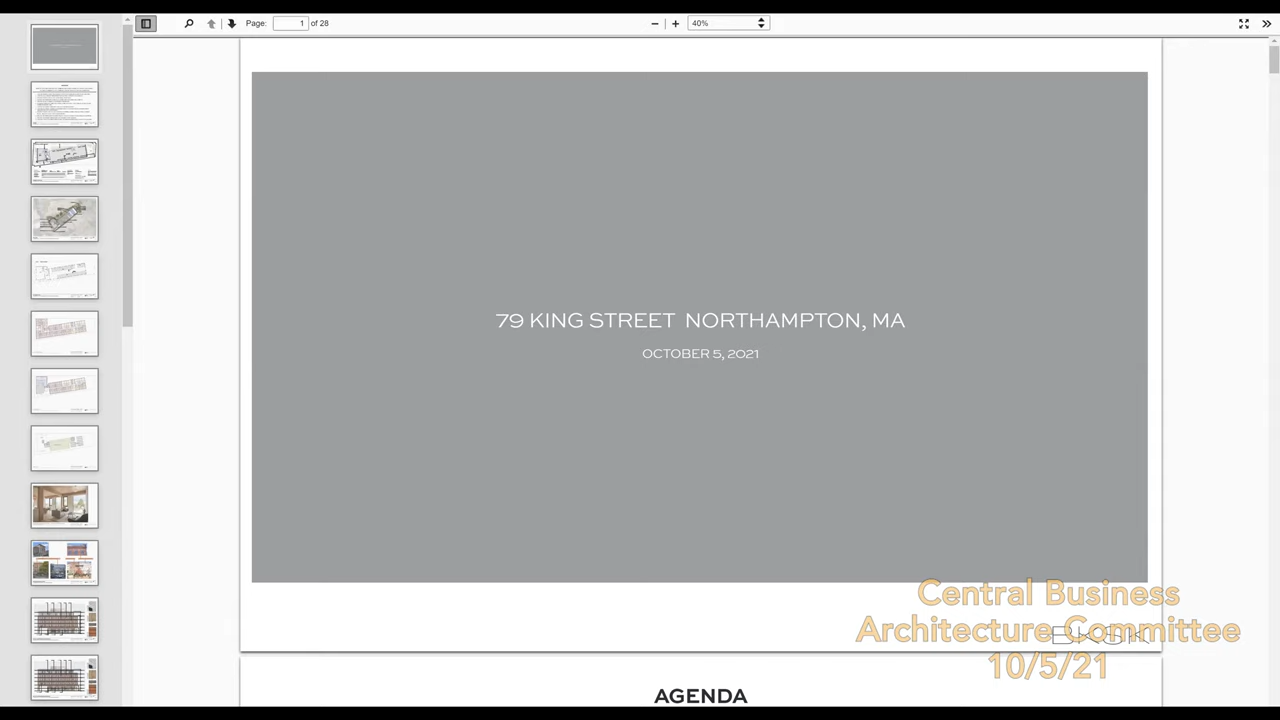 Page: 1 of 28
40%
79 KING STREET NORTHAMPTON, MA
OCTOBER 5, 2021
Central Business
Architecture Committee
10/5/21
AGENDA